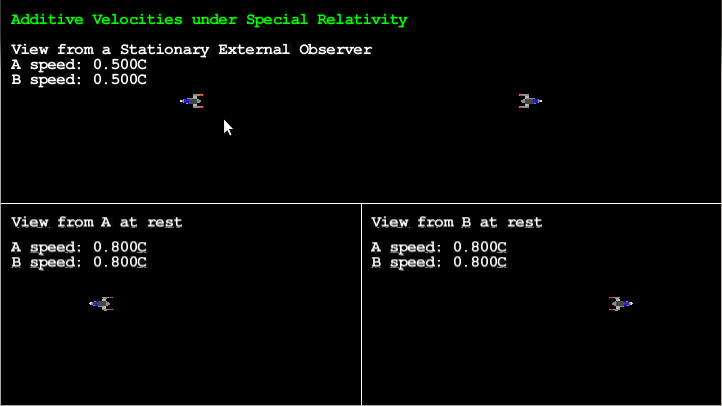 Additive Velocities under Special Relativity
View from a Stationary External Observer
A speed: 0.500C
B speed: 0.500C
View from A at rest
A speed: 0.800C
B speed: 0.800C
View from B at rest
A speed: 0.800C
B speed: 0.800C